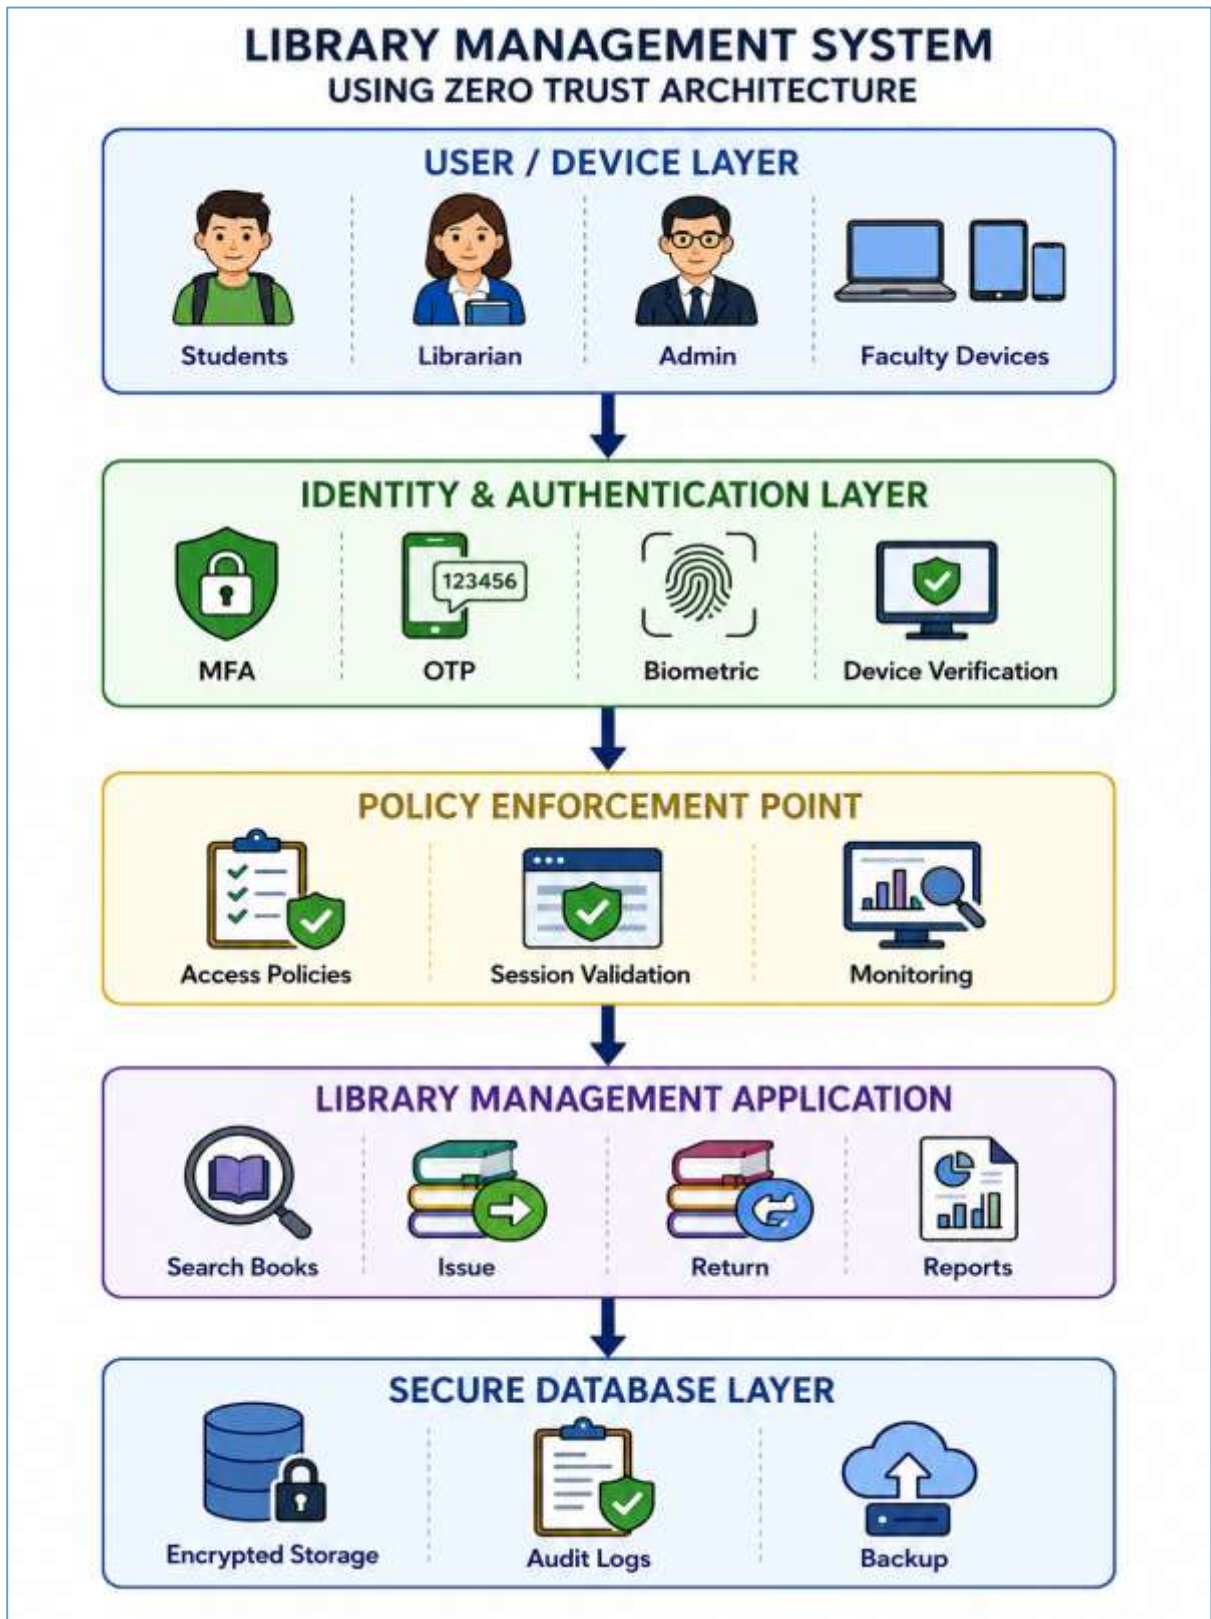 LIBRARY MANAGEMENT SYSTEM
USING ZERO TRUST ARCHITECTURE
USER / DEVICE LAYER
Students
Librarian
Admin
Faculty Devices
IDENTITY & AUTHENTICATION LAYER
123456
MFA
OTP
Biometric
Device Verification
POLICY ENFORCEMENT POINT
Access Policies
Session Validation
Monitoring
LIBRARY MANAGEMENT APPLICATION
Search Books
Issue
Return
Reports
SECURE DATABASE LAYER
Encrypted Storage
Audit Logs
Backup